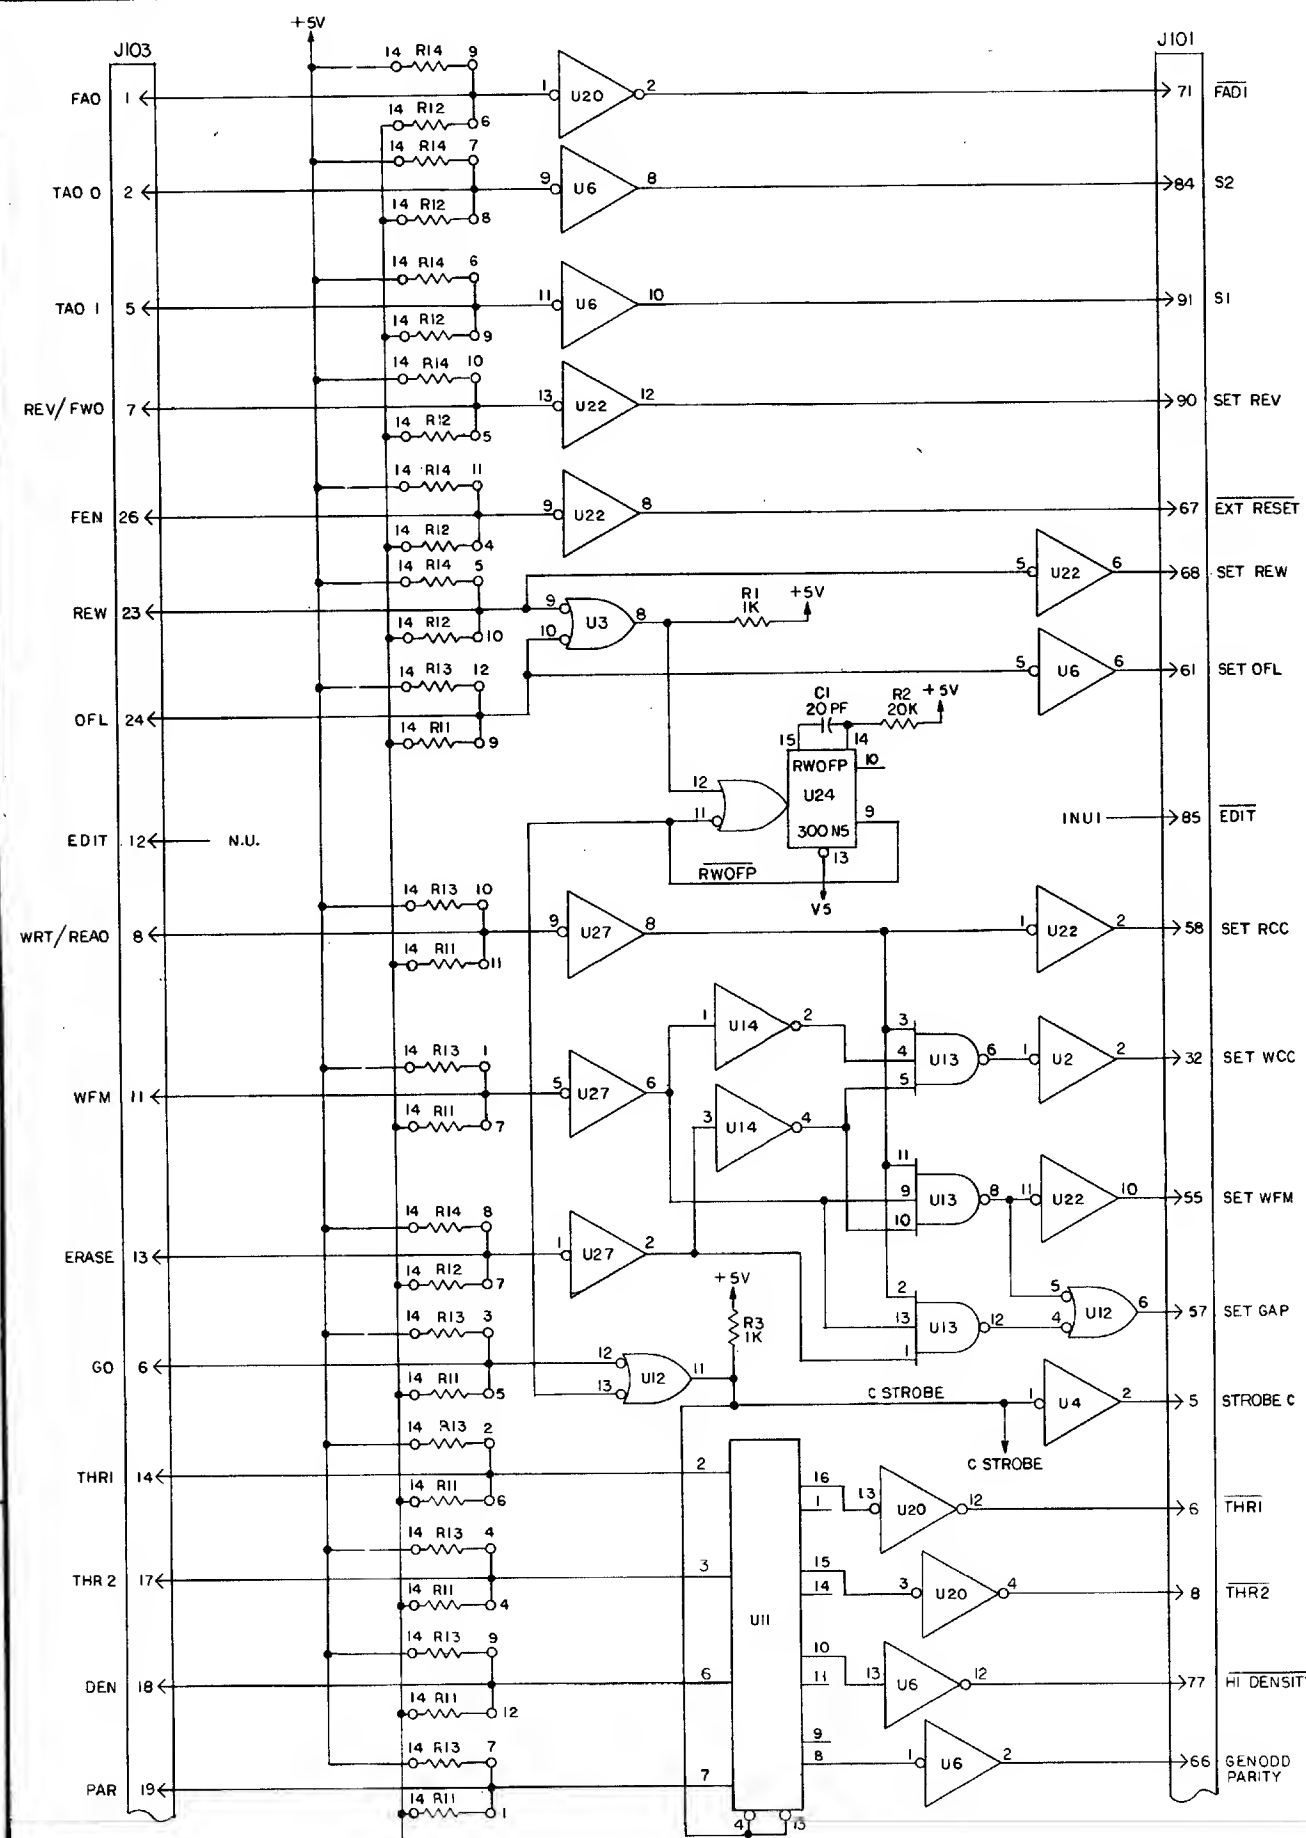 +5V
J103
J101
14 R14 9
FAO 1
1 U20 2
71 FAD1
14 R12 6
14 R14 7
TAO 0 2
9 U6 8
84 S2
14 R12 8
14 R14 6
TAO 1 5
11 U6 10
91 S1
14 R12 9
14 R14 10
REV/FWO 7
13 U22 12
90 SET REV
14 R12 5
14 R14 11
FEN 26
9 U22 8
67 EXT RESET
14 R12 4
14 R14 5
5 U22 6
68 SET REW
REW 23
9 10 U3 8
R1 1K +5V
14 R12 10
14 R13 12
5 U6 6
61 SET OFL
OFL 24
14 R11 9
C1 20 PF
R2 20K +5V
15 14
RWOFP 10
U24
12 11
300 NS 9
13
RWOFP
V5
EDIT 12 N.U.
INU1 85 EDIT
14 R13 10
WRT/READ 8
9 U27 8
1 U22 2
58 SET RCC
14 R11 11
1 U14 2
3 4 5 U13 6
1 U2 2
32 SET WCC
14 R13 1
WFM 11
5 U27 6
14 R11 7
3 U14 4
11 9 10 U13 8
11 U22 10
55 SET WFM
14 R14 8
ERASE 13
1 U27 2
14 R12 7
+5V
R3 1K
2 13 1 U13 12
5 4 U12 6
57 SET GAP
14 R13 3
GO 6
12 13 U12 11
14 R11 5
C STROBE
1 U4 2
5 STROBE C
C STROBE
14 R13 2
THR1 14
2
14 R11 6
16 1
13 U20 12
6 THR1
14 R13 4
THR 2 17
3
14 R11 4
15 14
3 U20 4
8 THR2
U11
14 R13 9
DEN 18
6
14 R11 12
10 11
13 U6 12
77 HI DENSIT
14 R13 7
PAR 19
7
14 R11 1
9 8
1 U6 2
66 GENODD
PARITY
4 13